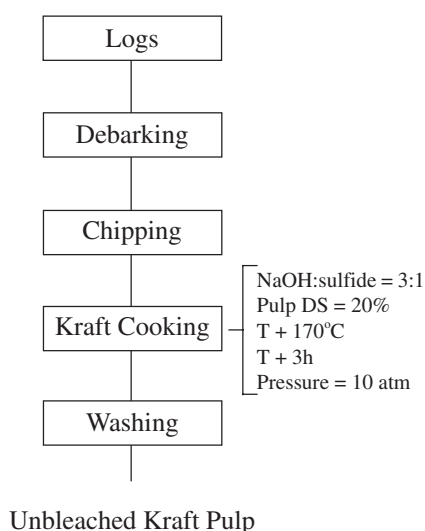 Logs
Debarking
Chipping
Kraft Cooking
NaOH:sulfide = 3:1
Pulp DS = 20%
T + 170°C
T + 3h
Pressure = 10 atm
Washing
Unbleached Kraft Pulp